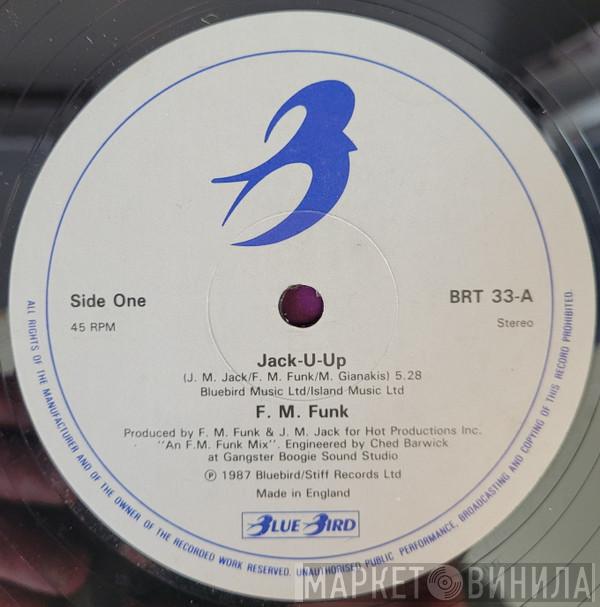 Side One
BRT 33-A
45 RPM
Stereo
Jack-U-Up
(J. M. Jack/F. M. Funk/M. Gianakis) 5.28
Bluebird Music Ltd/Island Music Ltd
F. M. Funk
Produced by F. M. Funk & J. M. Jack for Hot Productions Inc.
"An F.M. Funk Mix". Engineered by Ched Barwick
at Gangster Boogie Sound Studio
℗ 1987 Bluebird/Stiff Records Ltd
Made in England
BLUE BIRD
ALL RIGHTS OF THE MANUFACTURER AND OF THE OWNER OF THE RECORDED WORK RESERVED. UNAUTHORISED PUBLIC PERFORMANCE, BROADCASTING AND COPYING OF THIS RECORD PROHIBITED.
МАРКЕТ ВИНИЛА